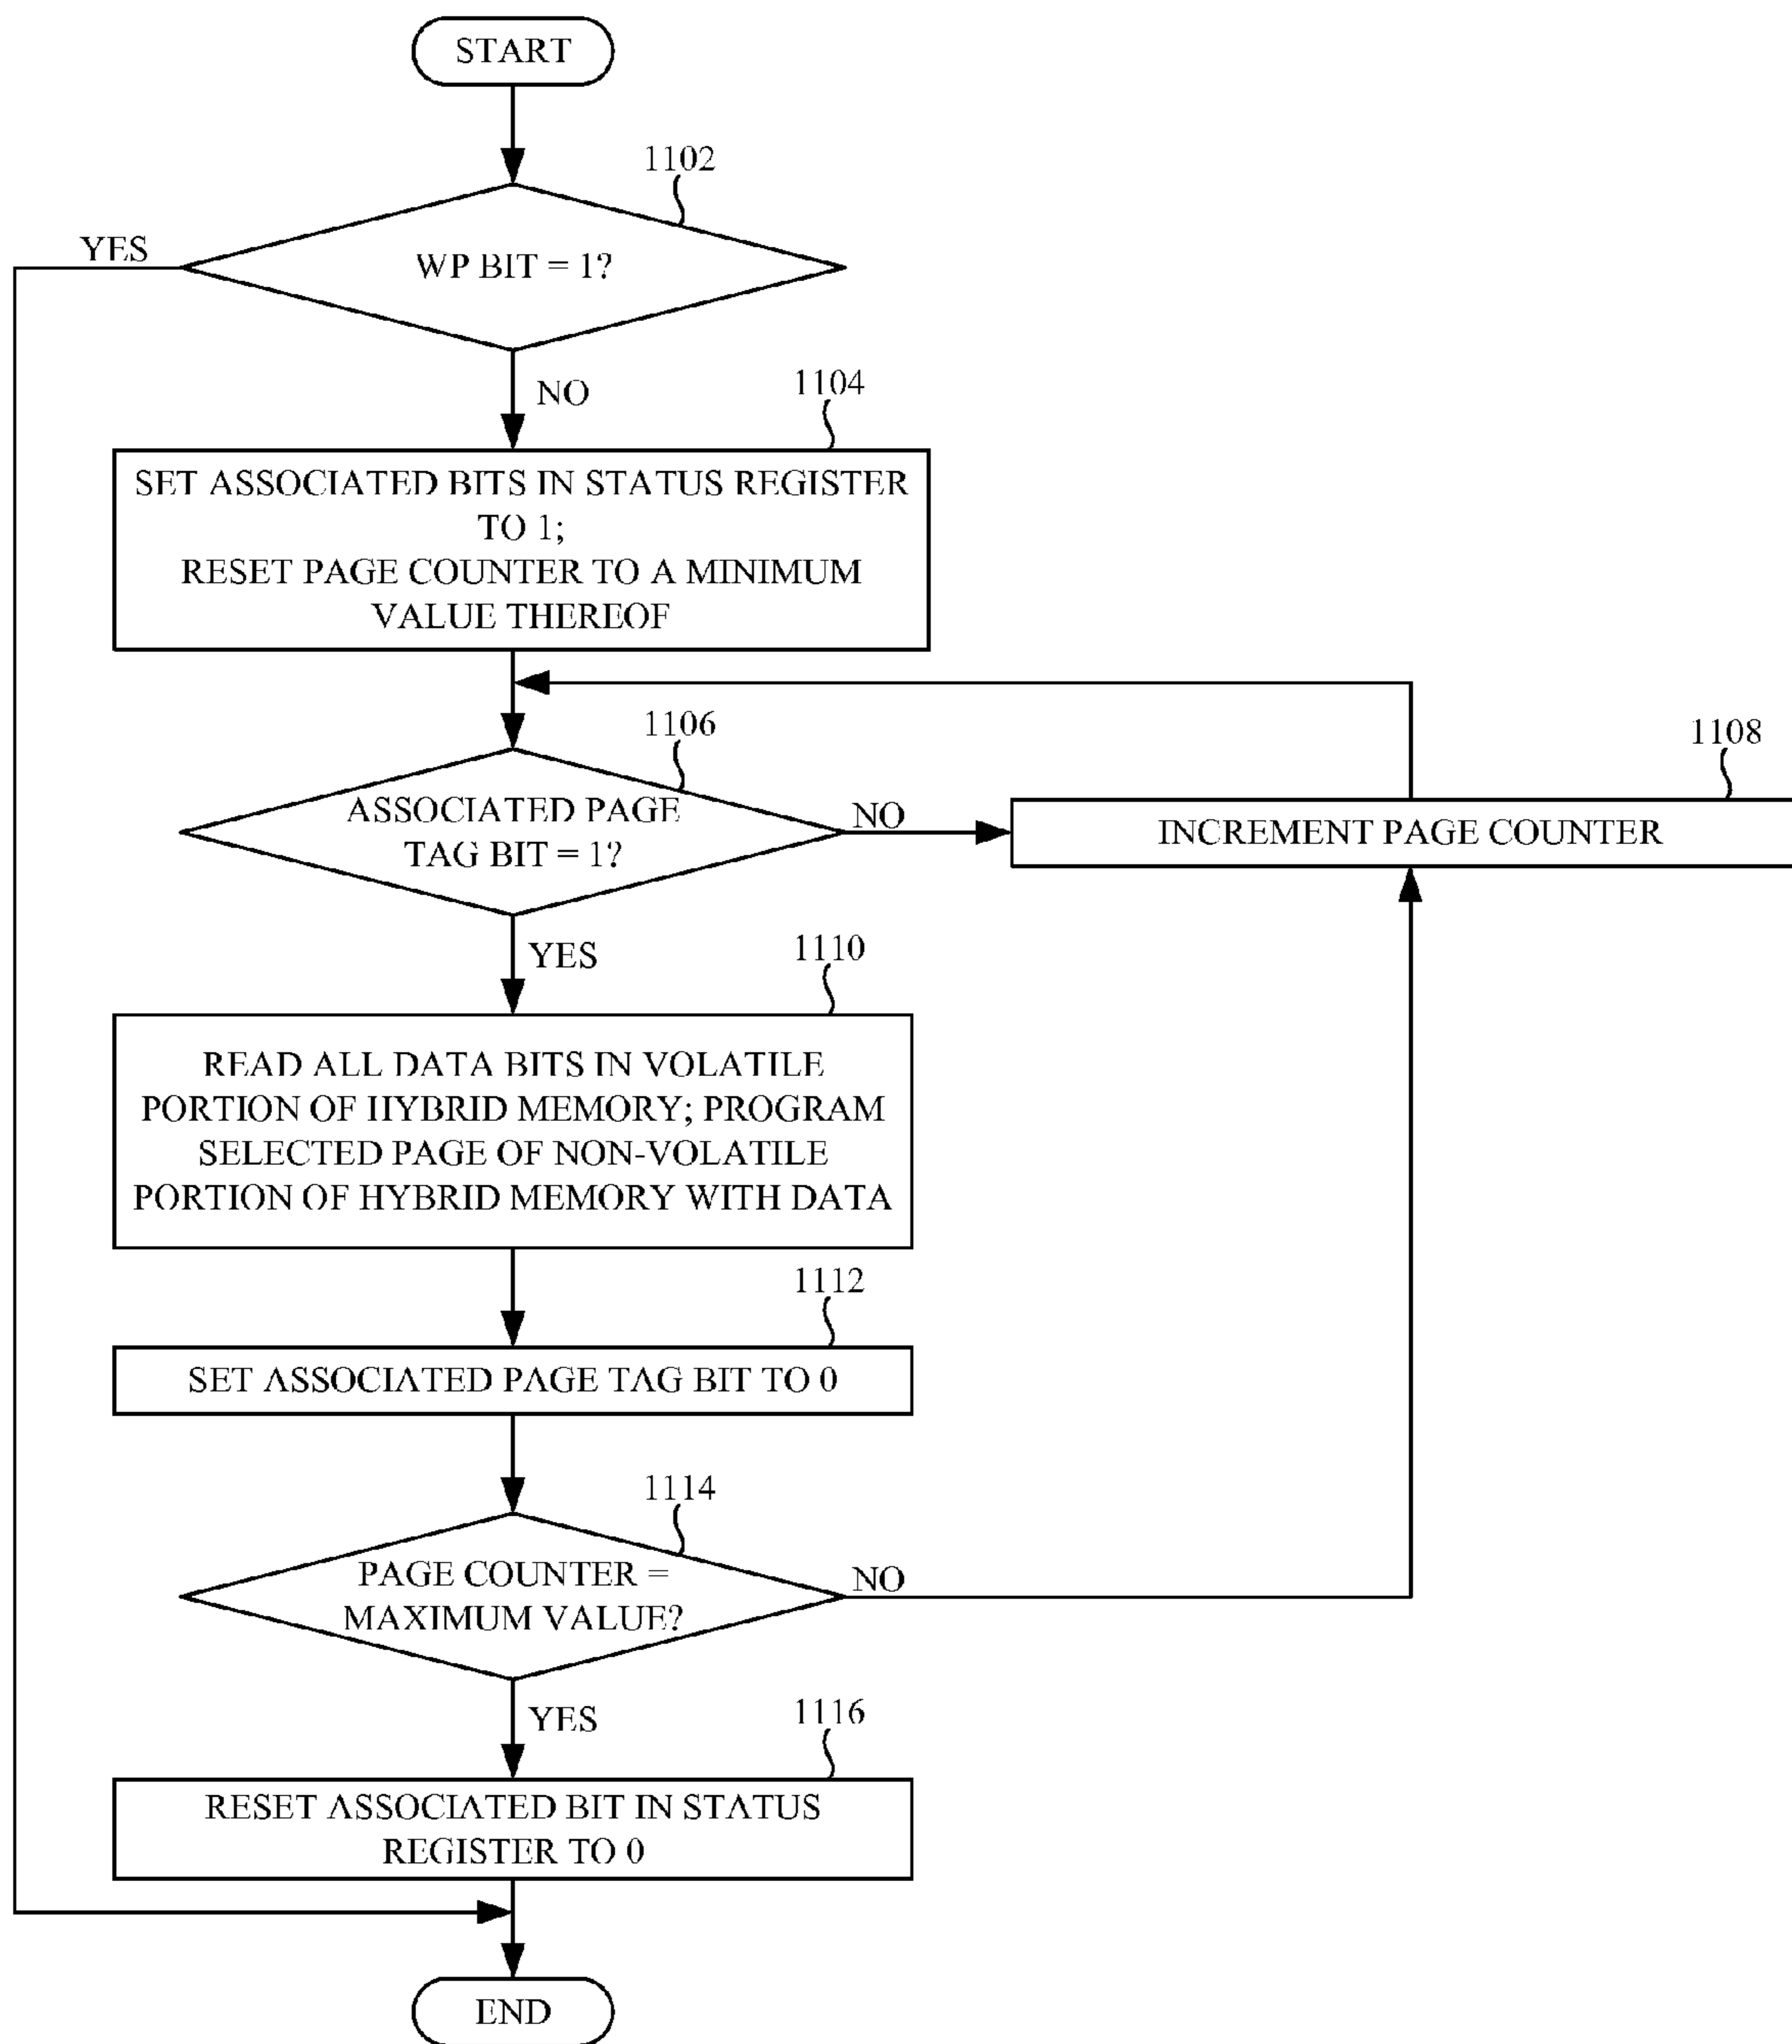 START
1102
YES
WP BIT = 1?
NO
1104
SET ASSOCIATED BITS IN STATUS REGISTER
TO 1;
RESET PAGE COUNTER TO A MINIMUM
VALUE THEREOF
1106
1108
ASSOCIATED PAGE
TAG BIT = 1?
NO
INCREMENT PAGE COUNTER
YES
1110
READ ALL DATA BITS IN VOLATILE
PORTION OF HYBRID MEMORY; PROGRAM
SELECTED PAGE OF NON-VOLATILE
PORTION OF HYBRID MEMORY WITH DATA
1112
SET ASSOCIATED PAGE TAG BIT TO 0
1114
PAGE COUNTER =
MAXIMUM VALUE?
NO
YES
1116
RESET ASSOCIATED BIT IN STATUS
REGISTER TO 0
END